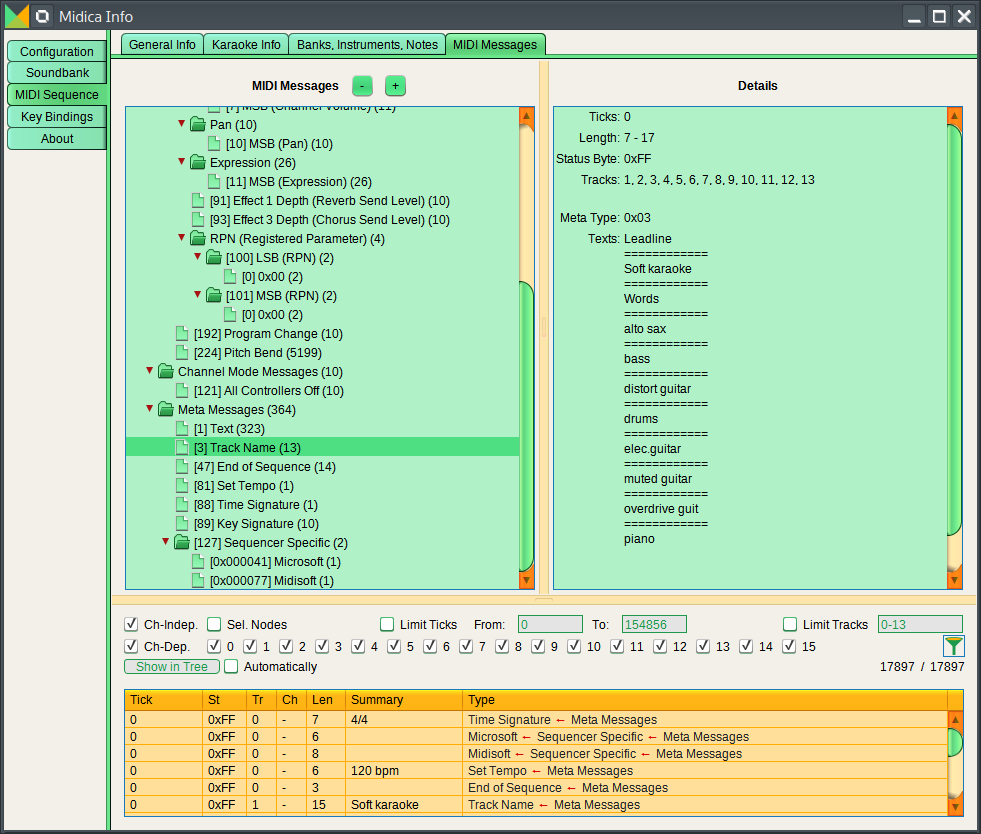 Midica Info
Configuration
Soundbank
MIDI Sequence
Key Bindings
About
General Info
Karaoke Info
Banks, Instruments, Notes
MIDI Messages
MIDI Messages - +
[7] MSB (Channel Volume) (11)
Pan (10)
[10] MSB (Pan) (10)
Expression (26)
[11] MSB (Expression) (26)
[91] Effect 1 Depth (Reverb Send Level) (10)
[93] Effect 3 Depth (Chorus Send Level) (10)
RPN (Registered Parameter) (4)
[100] LSB (RPN) (2)
[0] 0x00 (2)
[101] MSB (RPN) (2)
[0] 0x00 (2)
[192] Program Change (10)
[224] Pitch Bend (5199)
Channel Mode Messages (10)
[121] All Controllers Off (10)
Meta Messages (364)
[1] Text (323)
[3] Track Name (13)
[47] End of Sequence (14)
[81] Set Tempo (1)
[88] Time Signature (1)
[89] Key Signature (10)
[127] Sequencer Specific (2)
[0x000041] Microsoft (1)
[0x000077] Midisoft (1)
Details
Ticks: 0
Length: 7 - 17
Status Byte: 0xFF
Tracks: 1, 2, 3, 4, 5, 6, 7, 8, 9, 10, 11, 12, 13
Meta Type: 0x03
Texts: Leadline
============
Soft karaoke
============
Words
============
alto sax
============
bass
============
distort guitar
============
drums
============
elec.guitar
============
muted guitar
============
overdrive guit
============
piano
Ch-Indep. Sel. Nodes Limit Ticks From: 0 To: 154856 Limit Tracks 0-13
Ch-Dep. 0 1 2 3 4 5 6 7 8 9 10 11 12 13 14 15
Show in Tree Automatically 17897 / 17897
Tick St Tr Ch Len Summary Type
0 0xFF 0 - 7 4/4 Time Signature ← Meta Messages
0 0xFF 0 - 6 Microsoft ← Sequencer Specific ← Meta Messages
0 0xFF 0 - 8 Midisoft ← Sequencer Specific ← Meta Messages
0 0xFF 0 - 6 120 bpm Set Tempo ← Meta Messages
0 0xFF 0 - 3 End of Sequence ← Meta Messages
0 0xFF 1 - 15 Soft karaoke Track Name ← Meta Messages